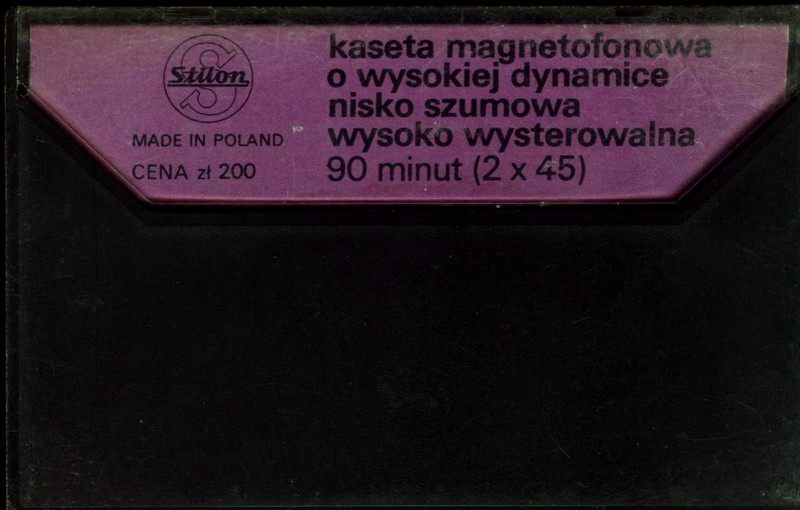 Stilon
MADE IN POLAND
CENA zł 200
kaseta magnetofonowa
o wysokiej dynamice
nisko szumowa
wysoko wysterowalna
90 minut (2 x 45)